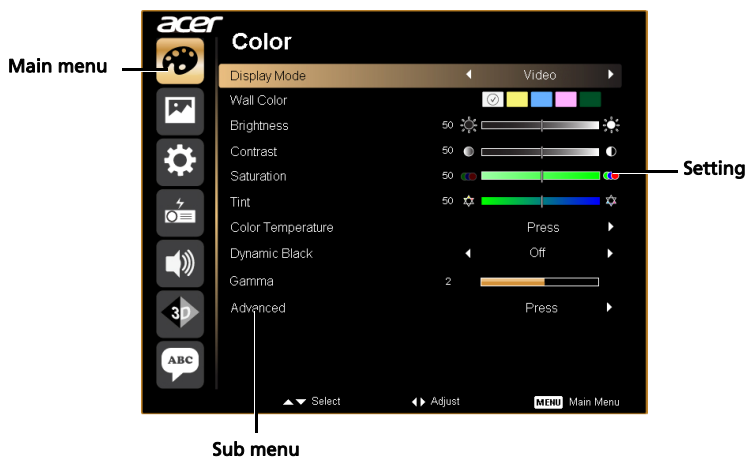 acer
Color
Main menu
Display Mode Video
Wall Color
Brightness 50
Contrast 50
Saturation 50
Setting
Tint 50
Color Temperature Press
Dynamic Black Off
Gamma 2
3D
Advanced Press
ABC
Select Adjust MENU Main Menu
Sub menu